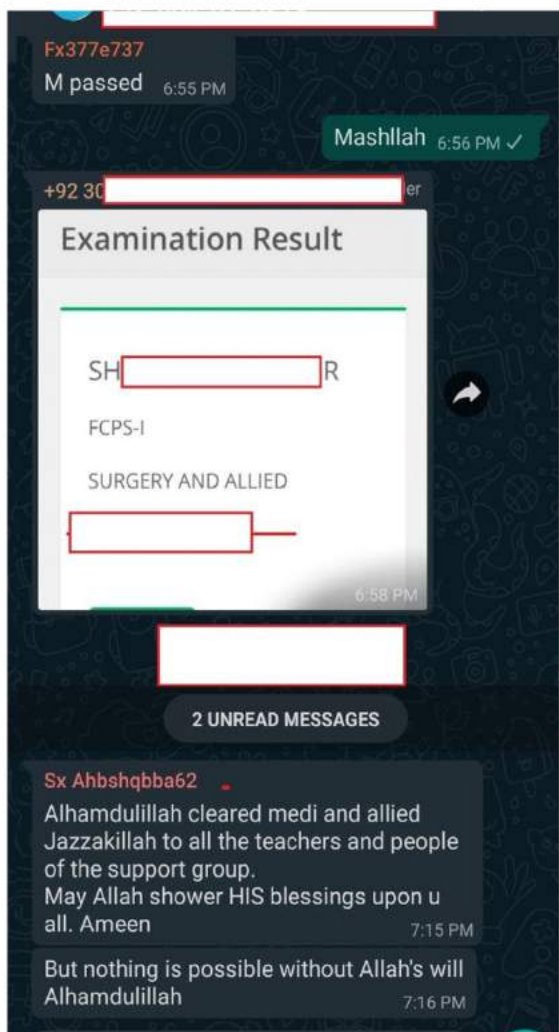 Fx377e737
M passed 6:55 PM
Mashllah 6:56 PM
+92 30 er
Examination Result
SH R
FCPS-I
SURGERY AND ALLIED
6:58 PM
2 UNREAD MESSAGES
Sx Ahbshqbba62
Alhamdulillah cleared medi and allied
Jazzakillah to all the teachers and people
of the support group.
May Allah shower HIS blessings upon u
all. Ameen
7:15 PM
But nothing is possible without Allah's will
Alhamdulillah 7:16 PM